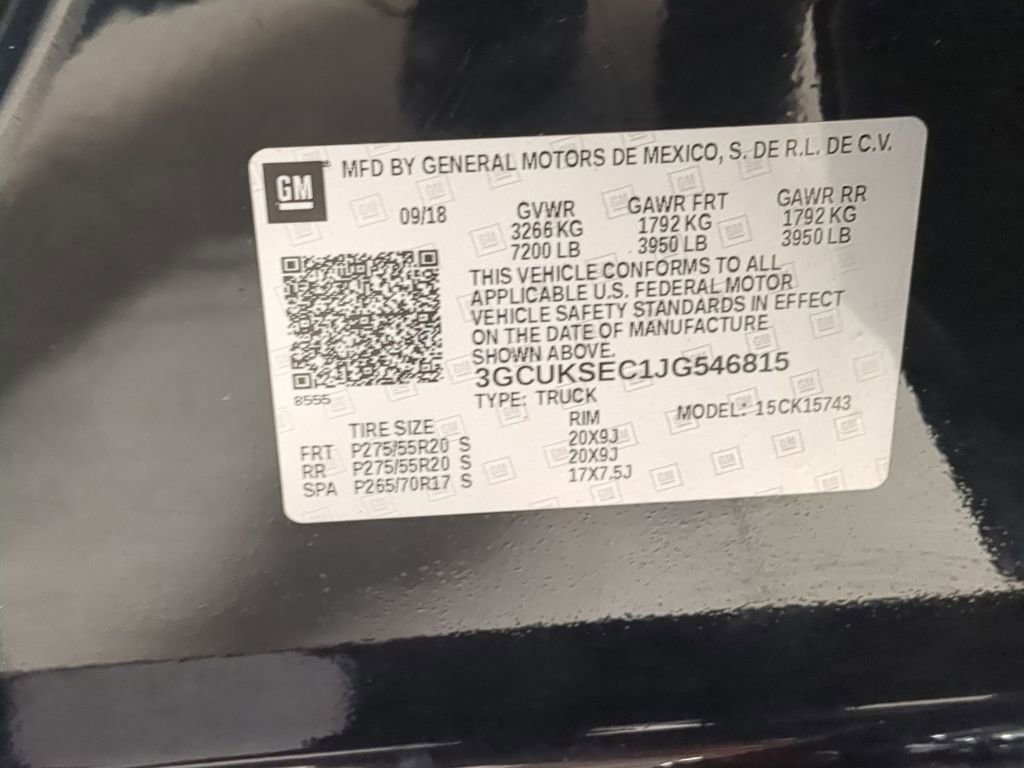 GM
MFD BY GENERAL MOTORS DE MEXICO, S. DE R.L. DE C.V.
09/18
GVWR
3266 KG
7200 LB
GAWR FRT
1792 KG
3950 LB
GAWR RR
1792 KG
3950 LB
THIS VEHICLE CONFORMS TO ALL
APPLICABLE U.S. FEDERAL MOTOR
VEHICLE SAFETY STANDARDS IN EFFECT
ON THE DATE OF MANUFACTURE
SHOWN ABOVE.
3GCUKSEC1JG546815
8555
TYPE: TRUCK
MODEL: 15CK15743
TIRE SIZE RIM
FRT P275/55R20 S 20X9J
RR P275/55R20 S 20X9J
SPA P265/70R17 S 17X7.5J